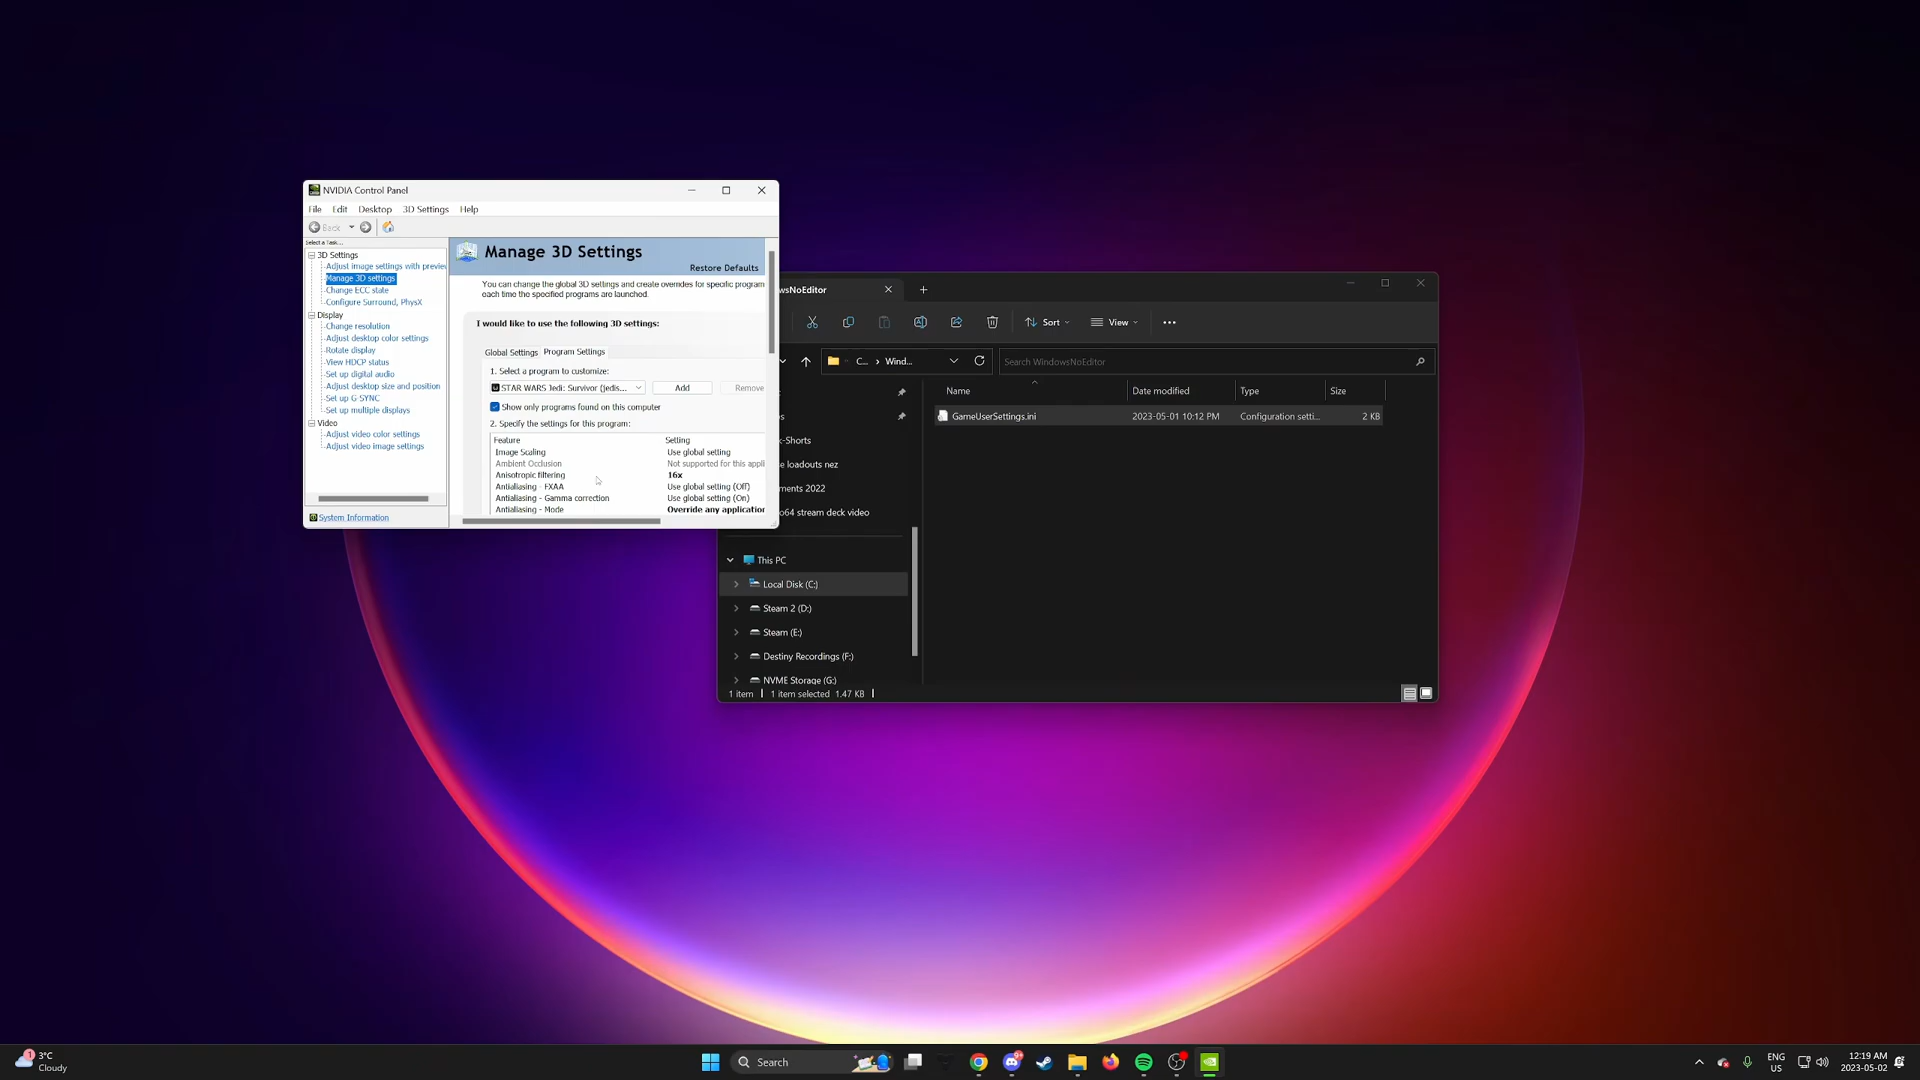 NVIDIA Control Panel
File Edit Desktop 3D Settings Help
Back
Select a Task...
3D Settings
Adjust image settings with preview
Manage 3D settings
Change ECC state
Configure Surround, PhysX
Display
Change resolution
Adjust desktop color settings
Rotate display
View HDCP status
Set up digital audio
Adjust desktop size and position
Set up G SYNC
Set up multiple displays
Video
Adjust video color settings
Adjust video image settings
System Information
Manage 3D Settings
Restore Defaults
You can change the global 3D settings and create overrides for specific program
each time the specified programs are launched.
I would like to use the following 3D settings:
Global Settings Program Settings
1. Select a program to customize:
STAR WARS Jedi: Survivor (jedis... Add Remove
Show only programs found on this computer
2. Specify the settings for this program:
Feature Setting
Image Scaling Use global setting
Ambient Occlusion Not supported for this appli
Anisotropic filtering 16x
Antialiasing - FXAA Use global setting (Off)
Antialiasing - Gamma correction Use global setting (On)
Antialiasing - Mode Override any application
wsNoEditor
Sort View
C... Wind... Search WindowsNoEditor
Name Date modified Type Size
GameUserSettings.ini 2023-05-01 10:12 PM Configuration setti... 2 KB
k-Shorts
e loadouts nez
ments 2022
o64 stream deck video
This PC
Local Disk (C:)
Steam 2 (D:)
Steam (E:)
Destiny Recordings (F:)
NVME Storage (G:)
1 item 1 item selected 1.47 KB
1
3°C
Cloudy
Search
ENG
US
12:19 AM
2023-05-02